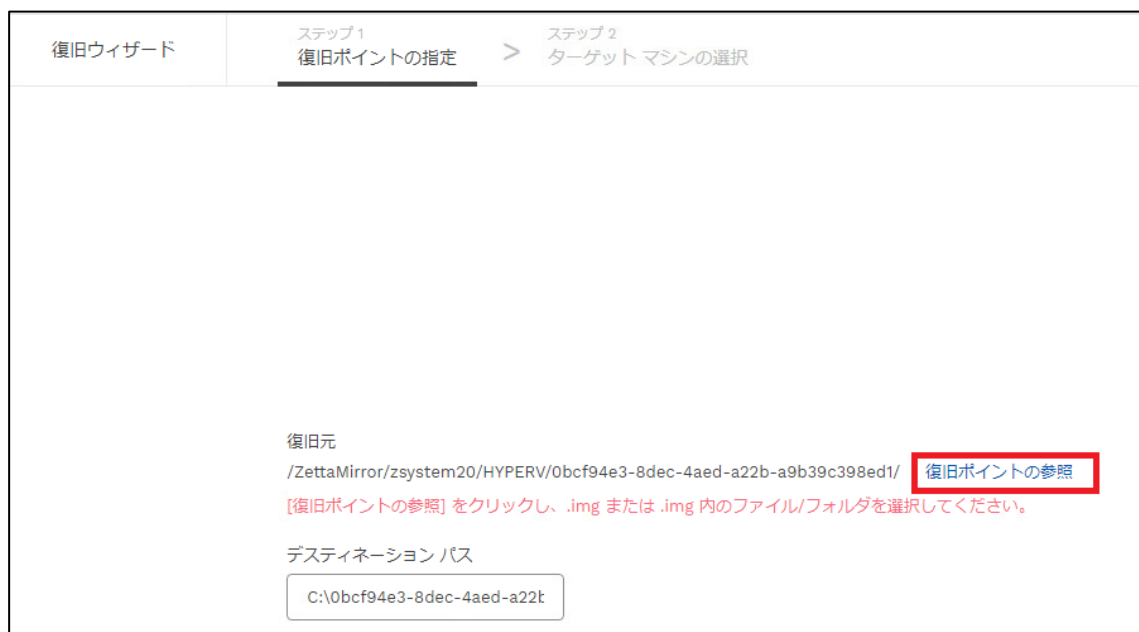 復旧ウィザード
ステップ 1
復旧ポイントの指定
>
ステップ 2
ターゲット マシンの選択
復旧元
/ZettaMirror/zsystem20/HYPERV/0bcf94e3-8dec-4aed-a22b-a9b39c398ed1/ 復旧ポイントの参照
[復旧ポイントの参照] をクリックし、.img または .img 内のファイル/フォルダを選択してください。
デスティネーション パス
C:\0bcf94e3-8dec-4aed-a22b